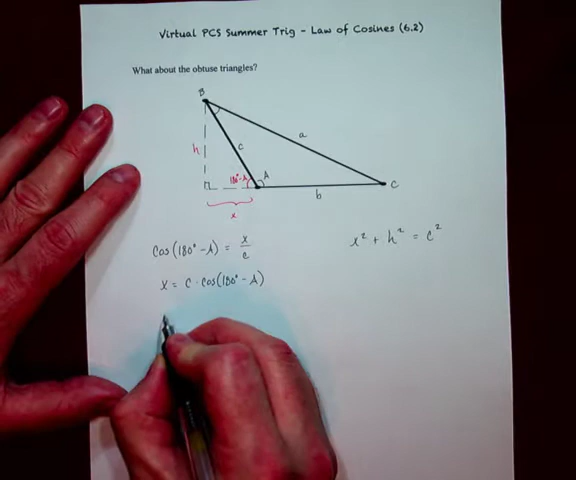 Virtual PCS Summer Trig - Law of Cosines (6.2)
What about the obtuse triangles?
B
a
c
h
180°-A
A
C
b
x
cos(180° - A) = x/c
x² + h² = c²
x = c · cos(180° - A)